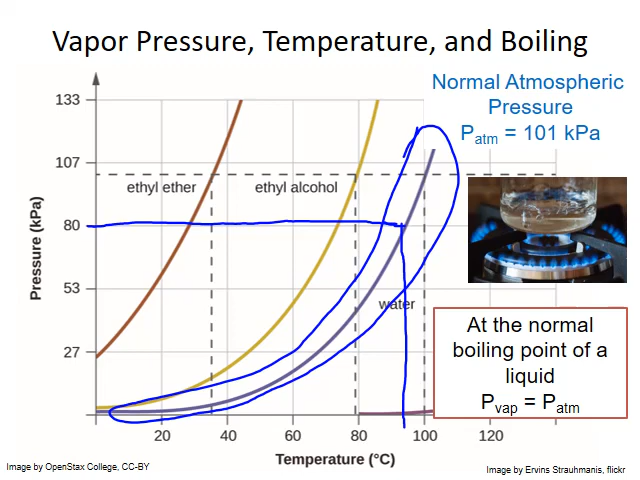 Vapor Pressure, Temperature, and Boiling
Normal Atmospheric
Pressure
Patm = 101 kPa
133
107
80
53
27
Pressure (kPa)
ethyl ether
ethyl alcohol
water
20
40
60
80
100
120
Temperature (°C)
At the normal
boiling point of a
liquid
Pvap = Patm
Image by OpenStax College, CC-BY
Image by Ervins Strauhmanis, flickr